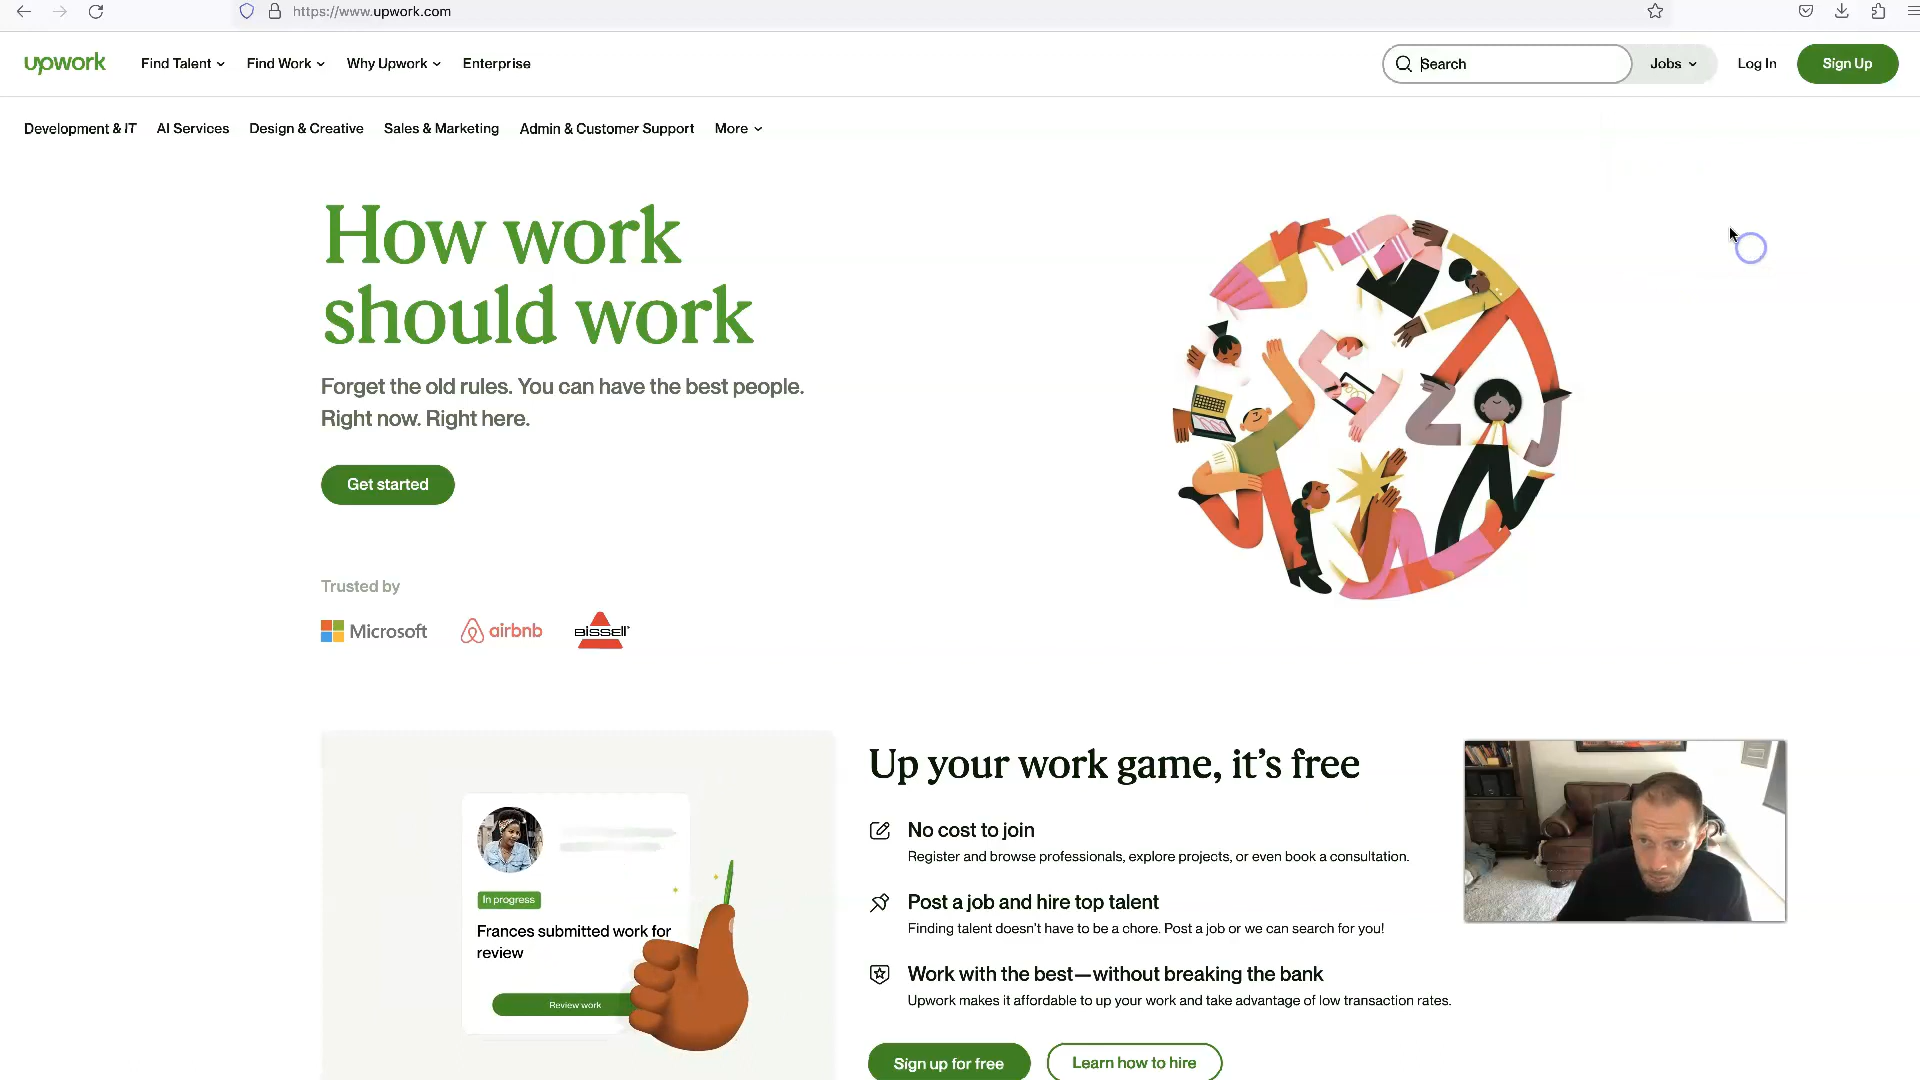 https://www.upwork.com
upwork
Find Talent
Find Work
Why Upwork
Enterprise
Search
Jobs
Log In
Sign Up
Development & IT
AI Services
Design & Creative
Sales & Marketing
Admin & Customer Support
More
How work
should work
Forget the old rules. You can have the best people.
Right now. Right here.
Get started
Trusted by
Microsoft
airbnb
BISSELL
In progress
Frances submitted work for
review
Review work
Up your work game, it's free
No cost to join
Register and browse professionals, explore projects, or even book a consultation.
Post a job and hire top talent
Finding talent doesn't have to be a chore. Post a job or we can search for you!
Work with the best—without breaking the bank
Upwork makes it affordable to up your work and take advantage of low transaction rates.
Sign up for free
Learn how to hire